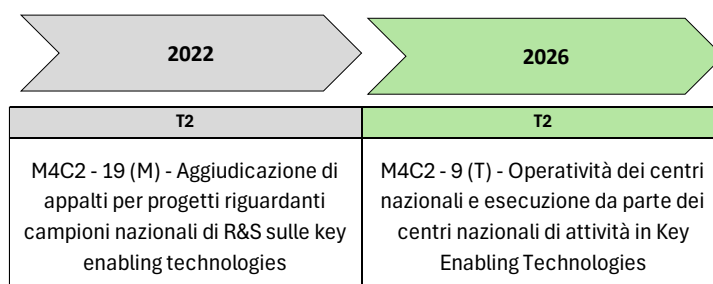 2022
2026
T2
T2
M4C2 - 19 (M) - Aggiudicazione di
appalti per progetti riguardanti
campioni nazionali di R&S sulle key
enabling technologies
M4C2 - 9 (T) - Operatività dei centri
nazionali e esecuzione da parte dei
centri nazionali di attività in Key
Enabling Technologies